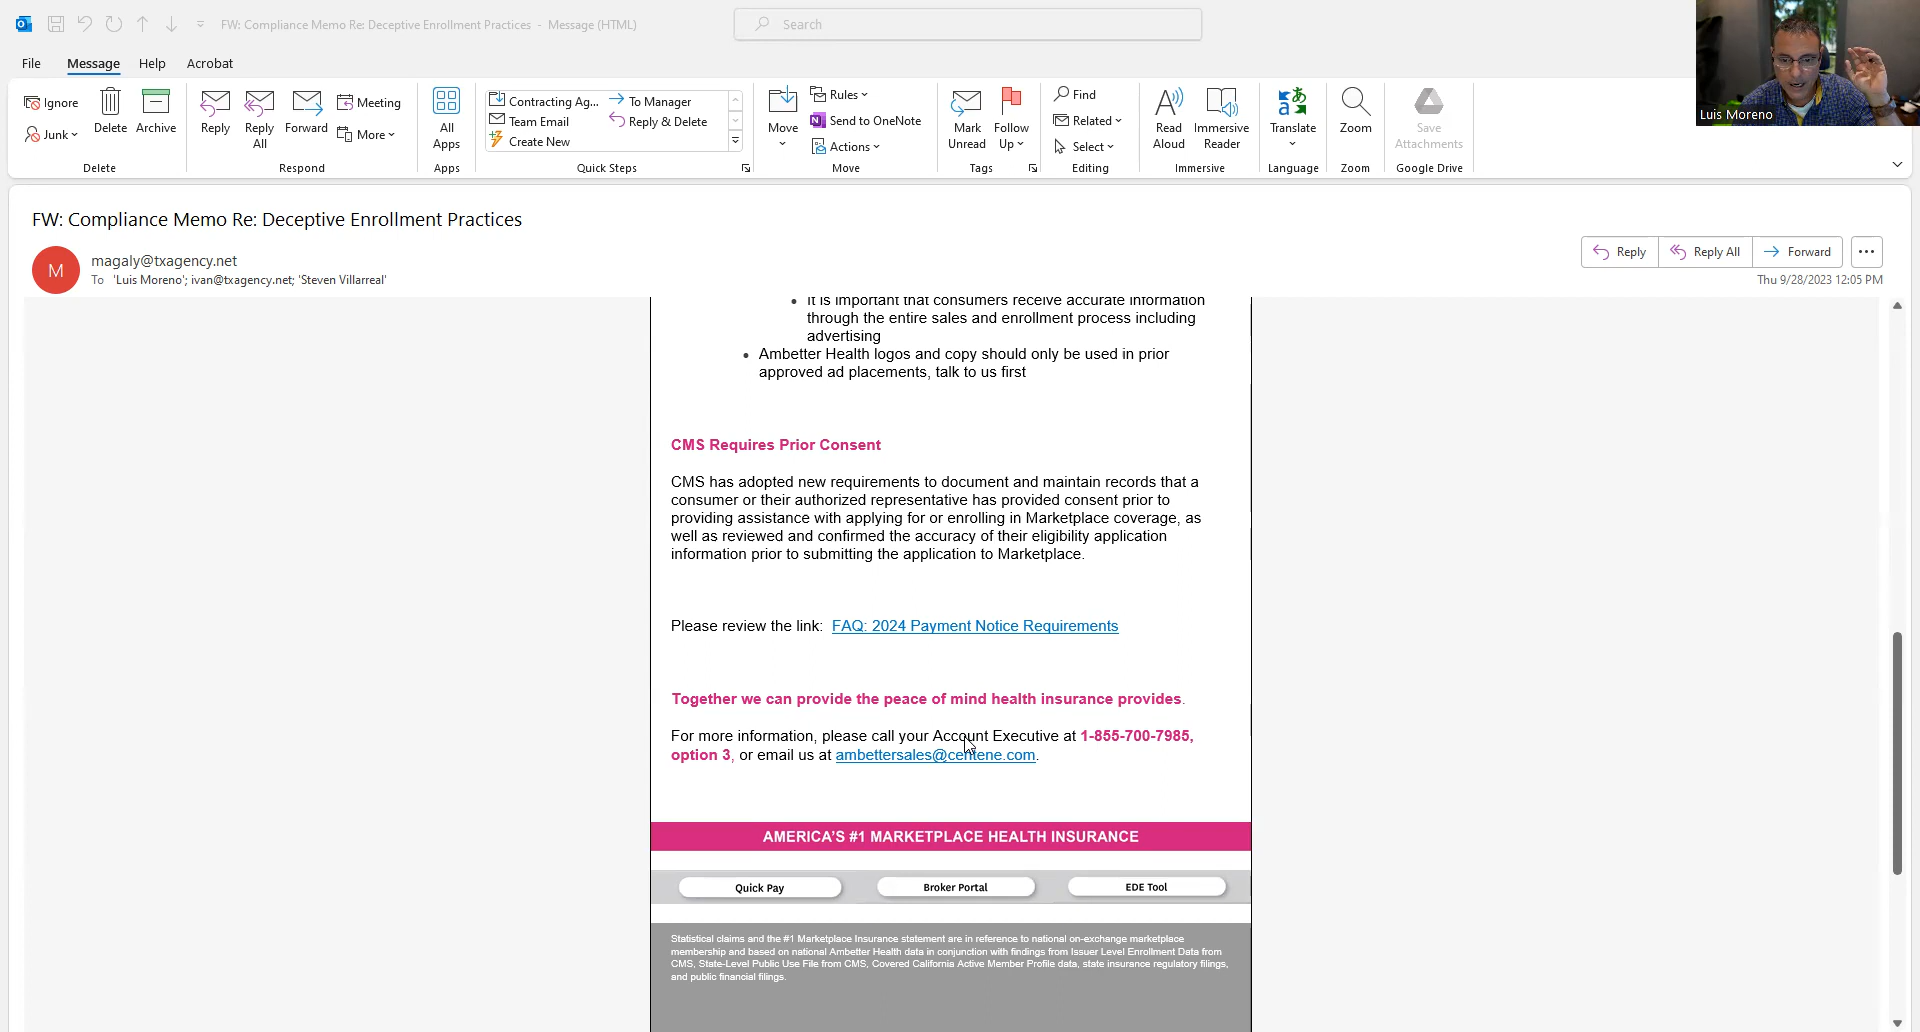 FW: Compliance Memo Re: Deceptive Enrollment Practices - Message (HTML)
Search
File Message Help Acrobat
Luis Moreno
Ignore
Junk
Delete
Archive
Delete
Reply
Reply All
Forward
Meeting
More
Respond
All Apps
Apps
Contracting Ag...
To Manager
Team Email
Reply & Delete
Create New
Quick Steps
Move
Rules
Send to OneNote
Actions
Move
Mark Unread
Follow Up
Tags
Find
Related
Select
Editing
Read Aloud
Immersive Reader
Immersive
Translate
Language
Zoom
Zoom
Save Attachments
Google Drive
FW: Compliance Memo Re: Deceptive Enrollment Practices
M
magaly@txagency.net
To 'Luis Moreno'; ivan@txagency.net; 'Steven Villarreal'
Reply
Reply All
Forward
Thu 9/28/2023 12:05 PM
• It is important that consumers receive accurate information
through the entire sales and enrollment process including
advertising
• Ambetter Health logos and copy should only be used in prior
approved ad placements, talk to us first
CMS Requires Prior Consent
CMS has adopted new requirements to document and maintain records that a
consumer or their authorized representative has provided consent prior to
providing assistance with applying for or enrolling in Marketplace coverage, as
well as reviewed and confirmed the accuracy of their eligibility application
information prior to submitting the application to Marketplace.
Please review the link: FAQ: 2024 Payment Notice Requirements
Together we can provide the peace of mind health insurance provides.
For more information, please call your Account Executive at 1-855-700-7985,
option 3, or email us at ambettersales@centene.com.
AMERICA'S #1 MARKETPLACE HEALTH INSURANCE
Quick Pay
Broker Portal
EDE Tool
Statistical claims and the #1 Marketplace Insurance statement are in reference to national on-exchange marketplace
membership and based on national Ambetter Health data in conjunction with findings from Issuer Level Enrollment Data from
CMS, State-Level Public Use File from CMS, Covered California Active Member Profile data, state insurance regulatory filings,
and public financial filings.